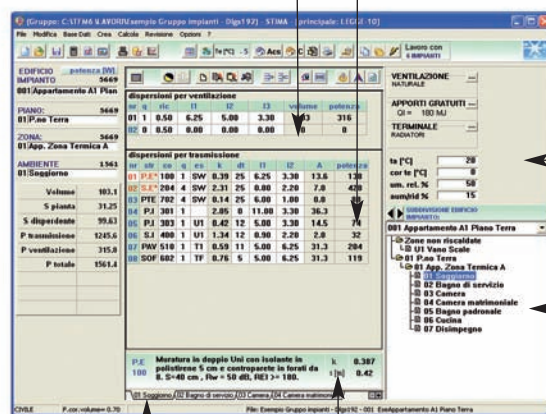 (Gruppo: C:\STIMA\LAVORI\Esempio Gruppo impianti - Dlgs192) - STIMA - [principale: LEGGE 10]
File Modifica Base Dati Crea Calcola Revisione Opzioni ?
Te [°C] -5 Acs C Lavoro con
6 IMPIANTI
EDIFICIO potenza [W]
IMPIANTO 5669
001 Appartamento A1 Pian
PIANO: 5669
01 P.no Terra
ZONA: 5669
01 App. Zona Termica A
AMBIENTE 1561
01 Soggiorno
Volume 103.1
S pianta 31.25
S disperdente 99.63
P trasmissione 1245.6
P ventilazione 315.8
P totale 1561.4
dispersioni per ventilazione
nr q ric l1 l2 l3 volume potenza
01 1 0.50 6.25 5.00 3.30 316
02 0 0.50 0.00 0.00 0.00 0 0
dispersioni per trasmissione
nr str co q es k dt l1 l2 A potenza
01 P.E* 100 1 SW 0.39 25 6.25 3.30 13.6 138
02 S.E* 204 4 SW 2.31 25 0.00 2.20 7.0 420
03 PTE 702 4 SW 0.14 25 6.00 1.00 0.0
04 P.I 301 1 2.05 0 11.00 3.30 36.3
05 P.I 303 1 U1 0.42 12 5.00 3.30 14.5 74
06 S.I 400 1 U1 1.34 12 0.90 2.20 2.0 32
07 PAV 510 1 T1 0.59 11 5.00 6.25 31.3 204
08 SOF 602 1 TF 0.76 5 5.00 6.25 31.3 119
P.E Muratura in doppio Uni con isolante in k 0.387
100 polistirene 5 cm e controparete in forati da
8. S=40 cm , Rw = 50 dB, REI >= 180. 0.42
01 Soggiorno 02 Bagno di servizio 03 Camera 04 Camera matrimoniale
VENTILAZIONE ...
NATURALE
APPORTI GRATUITI ...
QI = 180 MJ
TERMINALE ...
RADIATORI
ta [°C] 20
cor te [°C] 0
um. rel. % 50
aum/rid % 15
SUDDIVISIONE EDIFICIO
IMPIANTO:
001 Appartamento A1 Piano Terra
Zone non riscaldate
U1 Vano Scale
01 P.no Terra
01 App. Zona Termica A
01 Soggiorno
02 Bagno di servizio
03 Camera
04 Camera matrimoniale
05 Bagno padronale
06 Cucina
07 Disimpegno
CIVILE P.cor.volume= 0.70 File: Esempio Gruppo impianti - Dlgs192 - 001 EseAppartamento A1 Piano Terra